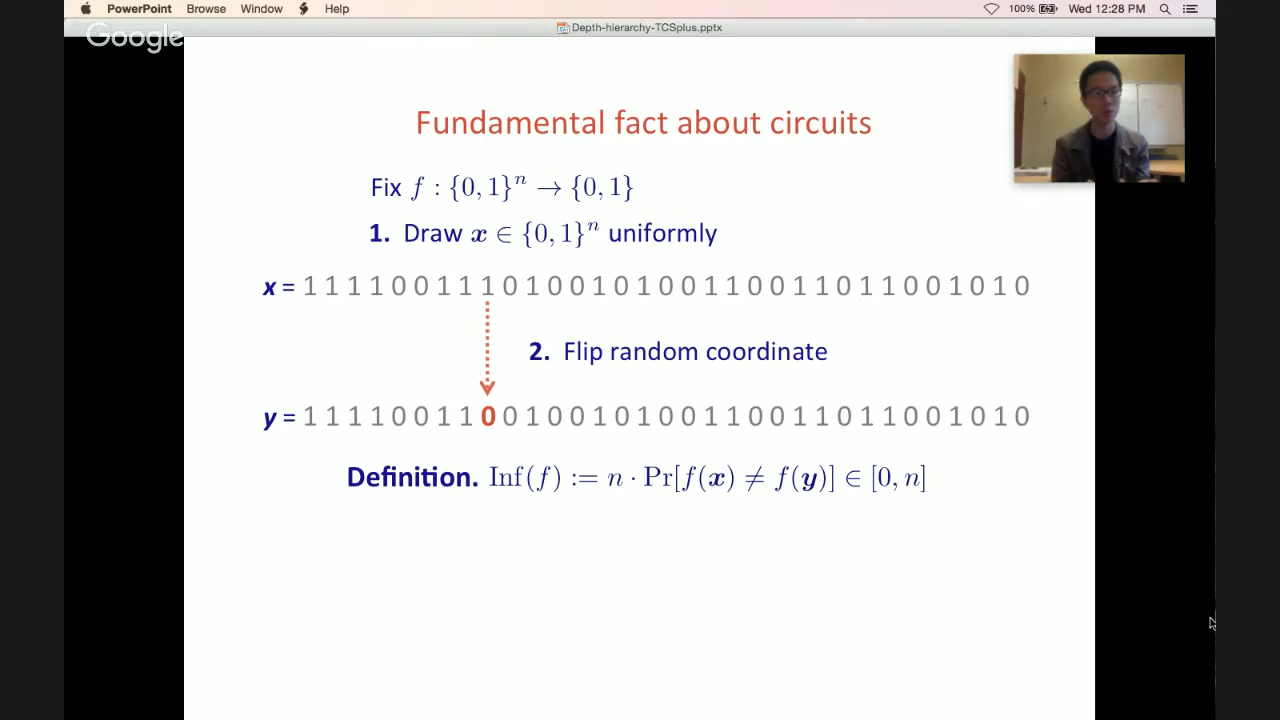 PowerPoint Browse Window Help 100% Wed 12:28 PM
Depth-hierarchy-TCSplus.pptx
Google
Fundamental fact about circuits
Fix f : {0, 1}ⁿ → {0, 1}
1. Draw x ∈ {0, 1}ⁿ uniformly
x = 1 1 1 1 0 0 1 1 1 0 1 0 0 1 0 1 0 0 1 1 0 0 1 1 0 1 1 0 0 1 0 1 0
2. Flip random coordinate
y = 1 1 1 1 0 0 1 1 0 0 1 0 0 1 0 1 0 0 1 1 0 0 1 1 0 1 1 0 0 1 0 1 0
Definition. Inf(f) := n · Pr[f(x) ≠ f(y)] ∈ [0, n]